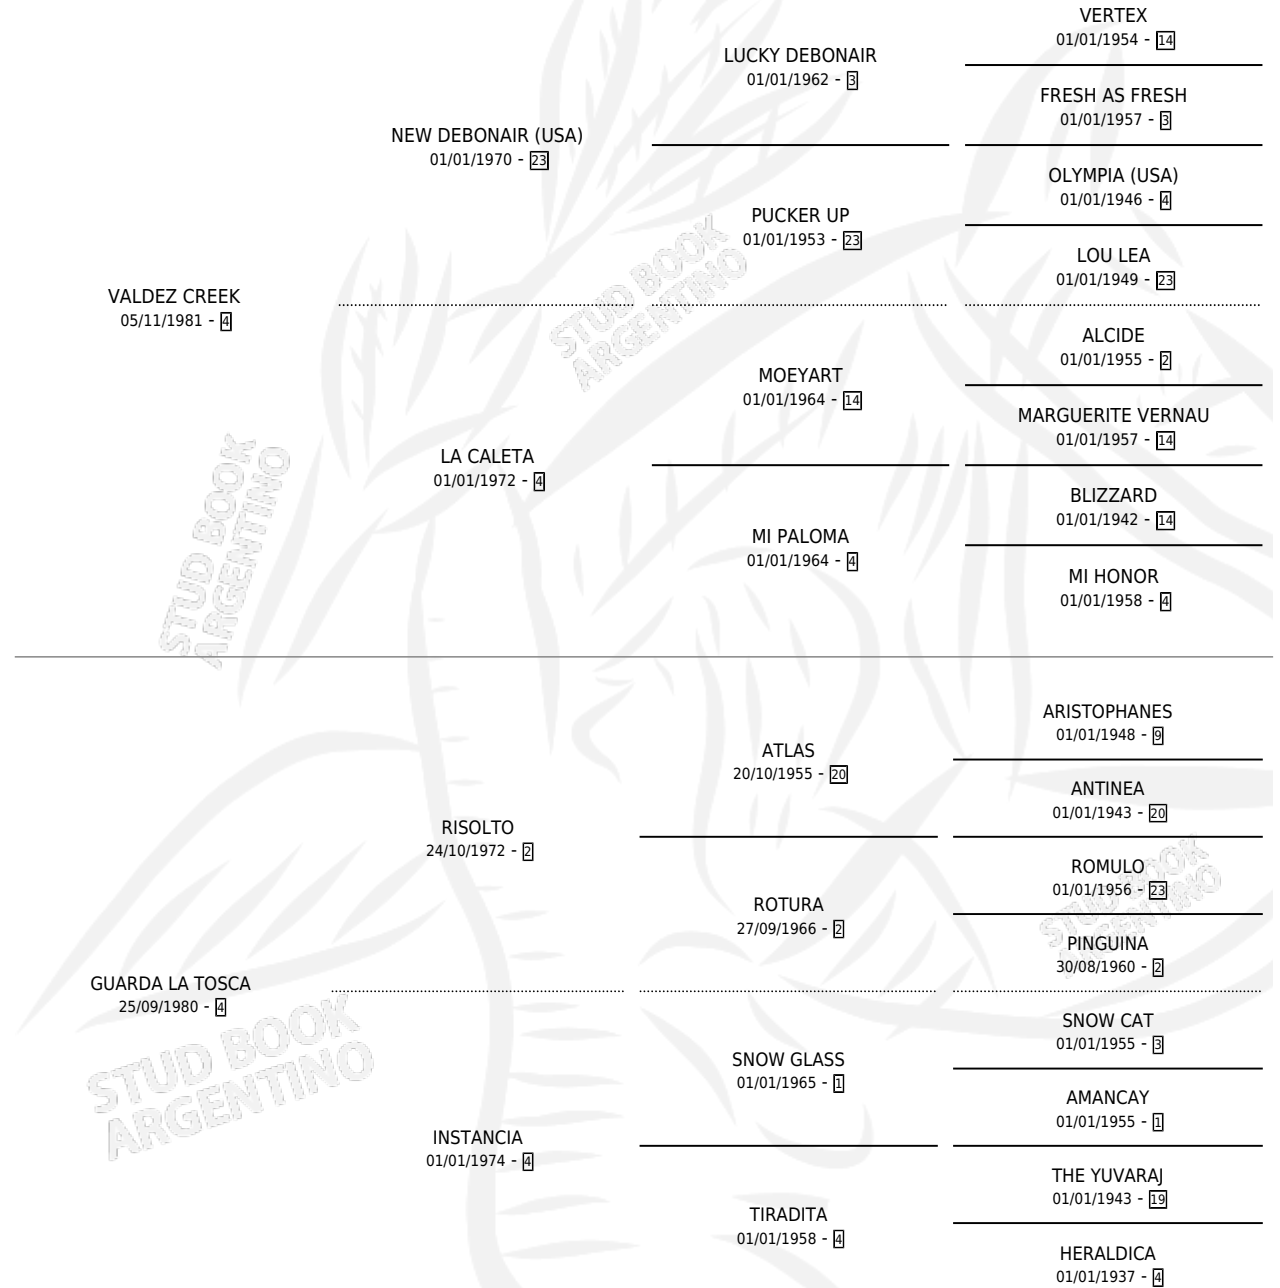 VERTEX
01/01/1954 - 14
LUCKY DEBONAIR
01/01/1962 - 3
FRESH AS FRESH
01/01/1957 - 3
NEW DEBONAIR (USA)
01/01/1970 - 23
OLYMPIA (USA)
01/01/1946 - 4
PUCKER UP
01/01/1953 - 23
LOU LEA
01/01/1949 - 23
VALDEZ CREEK
05/11/1981 - 4
STUD BOOK
ARGENTINO
ALCIDE
01/01/1955 - 2
MOEYART
01/01/1964 - 14
MARGUERITE VERNAU
01/01/1957 - 14
LA CALETA
01/01/1972 - 4
BLIZZARD
01/01/1942 - 14
MI PALOMA
01/01/1964 - 4
MI HONOR
01/01/1958 - 4
STUD BOOK
ARGENTINO
ARISTOPHANES
01/01/1948 - 9
ATLAS
20/10/1955 - 20
ANTINEA
01/01/1943 - 20
RISOLTO
24/10/1972 - 2
ROMULO
01/01/1956 - 23
ROTURA
27/09/1966 - 2
STUD BOOK
ARGENTINO
PINGUINA
30/08/1960 - 2
GUARDA LA TOSCA
25/09/1980 - 4
SNOW CAT
01/01/1955 - 3
SNOW GLASS
01/01/1965 - 1
AMANCAY
01/01/1955 - 1
STUD BOOK
ARGENTINO
INSTANCIA
01/01/1974 - 4
THE YUVARAJ
01/01/1943 - 19
TIRADITA
01/01/1958 - 4
HERALDICA
01/01/1937 - 4